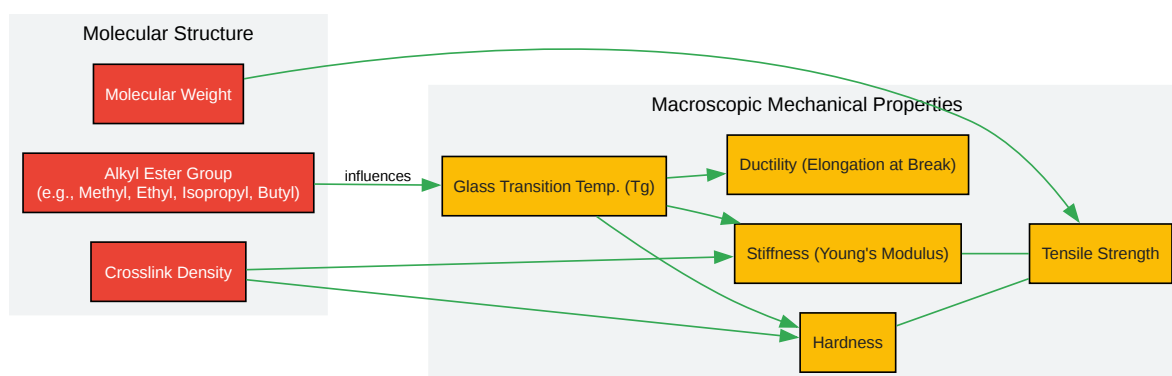 Molecular Structure
Molecular Weight
Alkyl Ester Group
(e.g., Methyl, Ethyl, Isopropyl, Butyl)
Crosslink Density
influences
Macroscopic Mechanical Properties
Glass Transition Temp. (Tg)
Ductility (Elongation at Break)
Stiffness (Young's Modulus)
Hardness
Tensile Strength